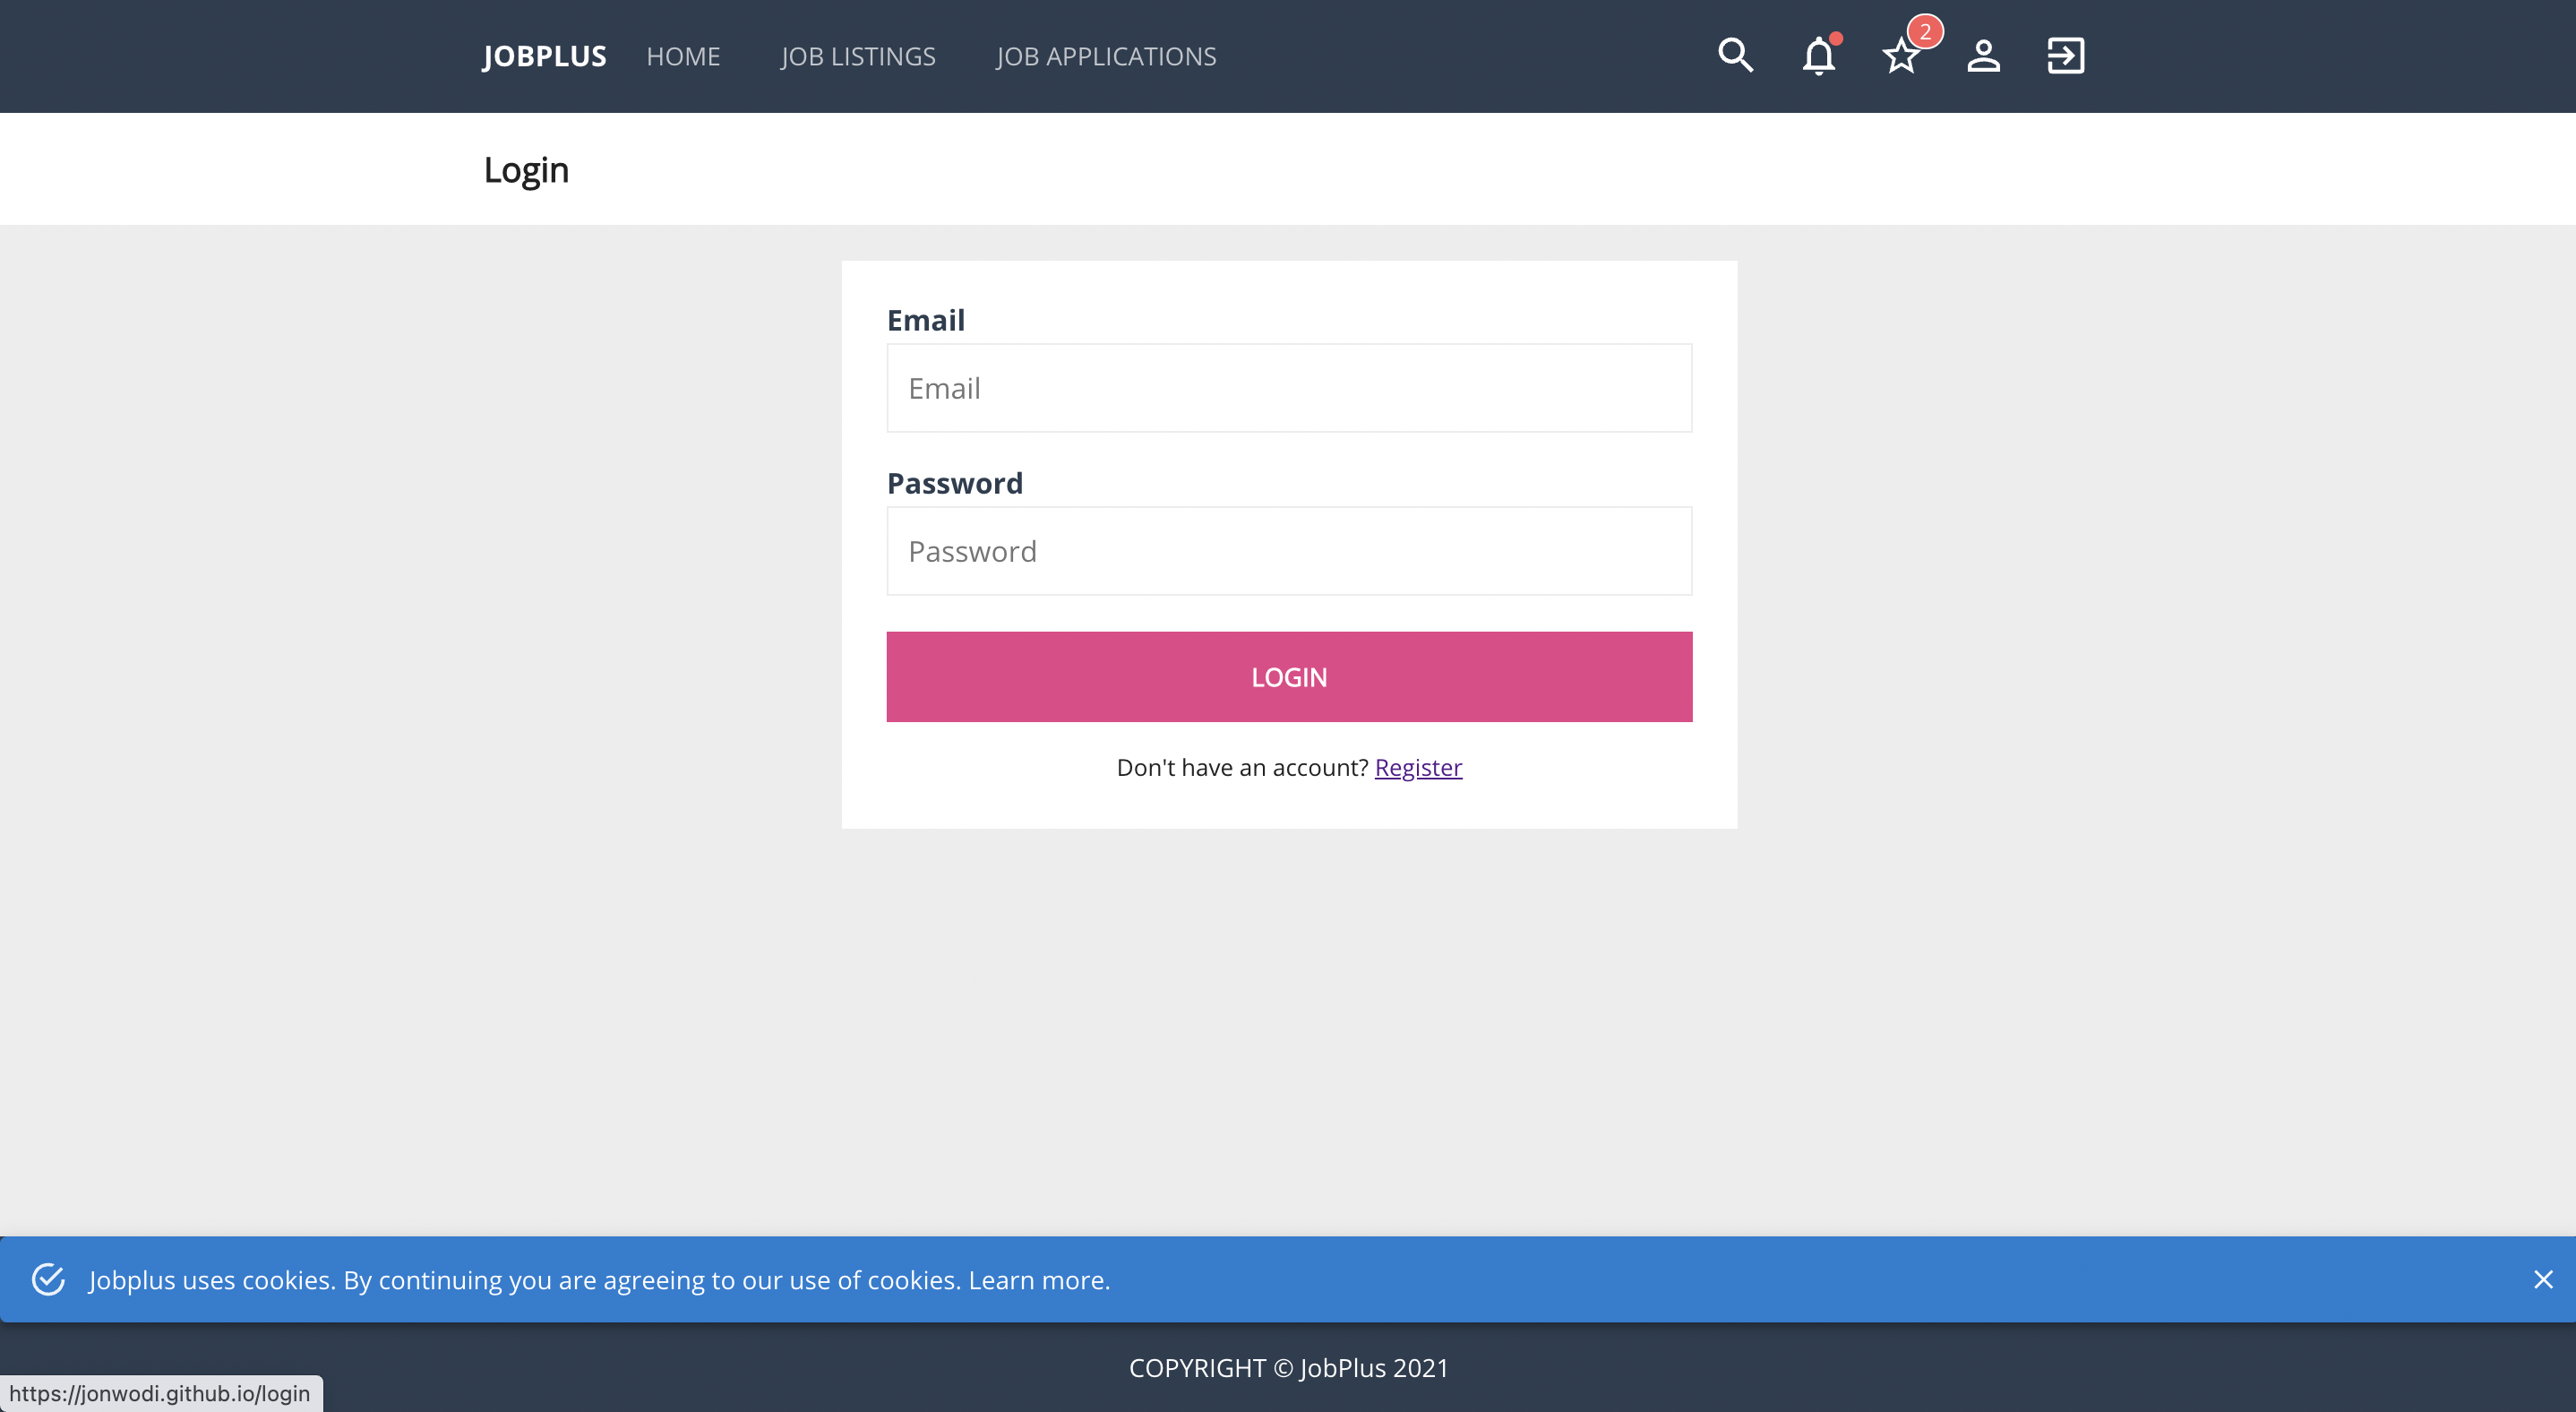 JOBPLUS HOME JOB LISTINGS JOB APPLICATIONS 2
Login
Email
Email
Password
Password
LOGIN
Don't have an account? Register
Jobplus uses cookies. By continuing you are agreeing to our use of cookies. Learn more.
COPYRIGHT © JobPlus 2021
https://jonwodi.github.io/login